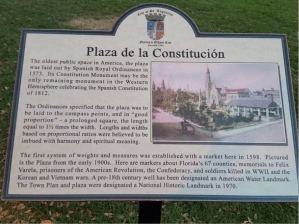 City of St. Augustine
Plaza de la Constitución
The oldest public space in America, the plaza
was laid out by Spanish Royal Ordinances in
1573. Its Constitution Monument may be the
only remaining monument in the Western
Hemisphere celebrating the Spanish Constitution
of 1812.
The Ordinances specified that the plaza was to
be laid to the compass points, and in "good
proportion" – a prolonged square, the length
equal to 1½ times the width. Lengths and widths
based on proportional ratios were believed to be
imbued with harmony and spiritual meaning.
The first system of weights and measures was established with a market here in 1598. Pictured
is the Plaza from the early 1900s. Here are markers about Florida's 67 counties, memorials to Felix
Varela, prisoners of the American Revolution, the Confederacy, and soldiers killed in WWII and the
Korean and Vietnam wars. A pre-18th century well has been designated an American Water Landmark.
The Town Plan and plaza were designated a National Historic Landmark in 1970.